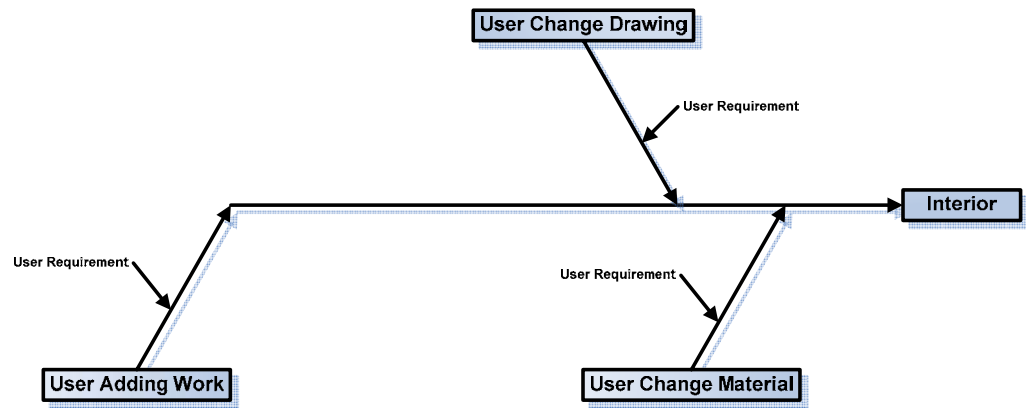 User Change Drawing
User Requirement
Interior
User Requirement
User Requirement
User Adding Work
User Change Material